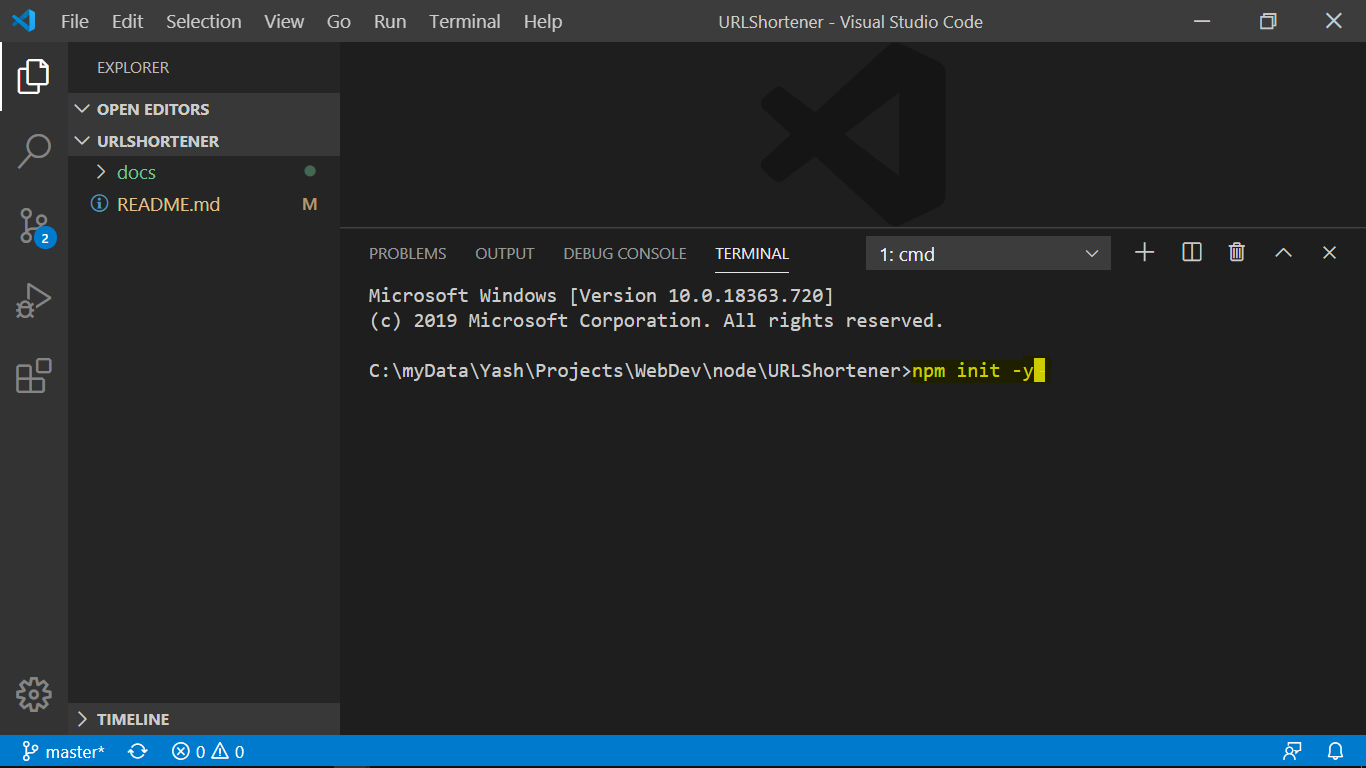 File Edit Selection View Go Run Terminal Help URLShortener - Visual Studio Code
EXPLORER
OPEN EDITORS
URLSHORTENER
docs
README.md M
2
TIMELINE
PROBLEMS OUTPUT DEBUG CONSOLE TERMINAL 1: cmd
Microsoft Windows [Version 10.0.18363.720]
(c) 2019 Microsoft Corporation. All rights reserved.
C:\myData\Yash\Projects\WebDev\node\URLShortener>npm init -y
master* 0 0